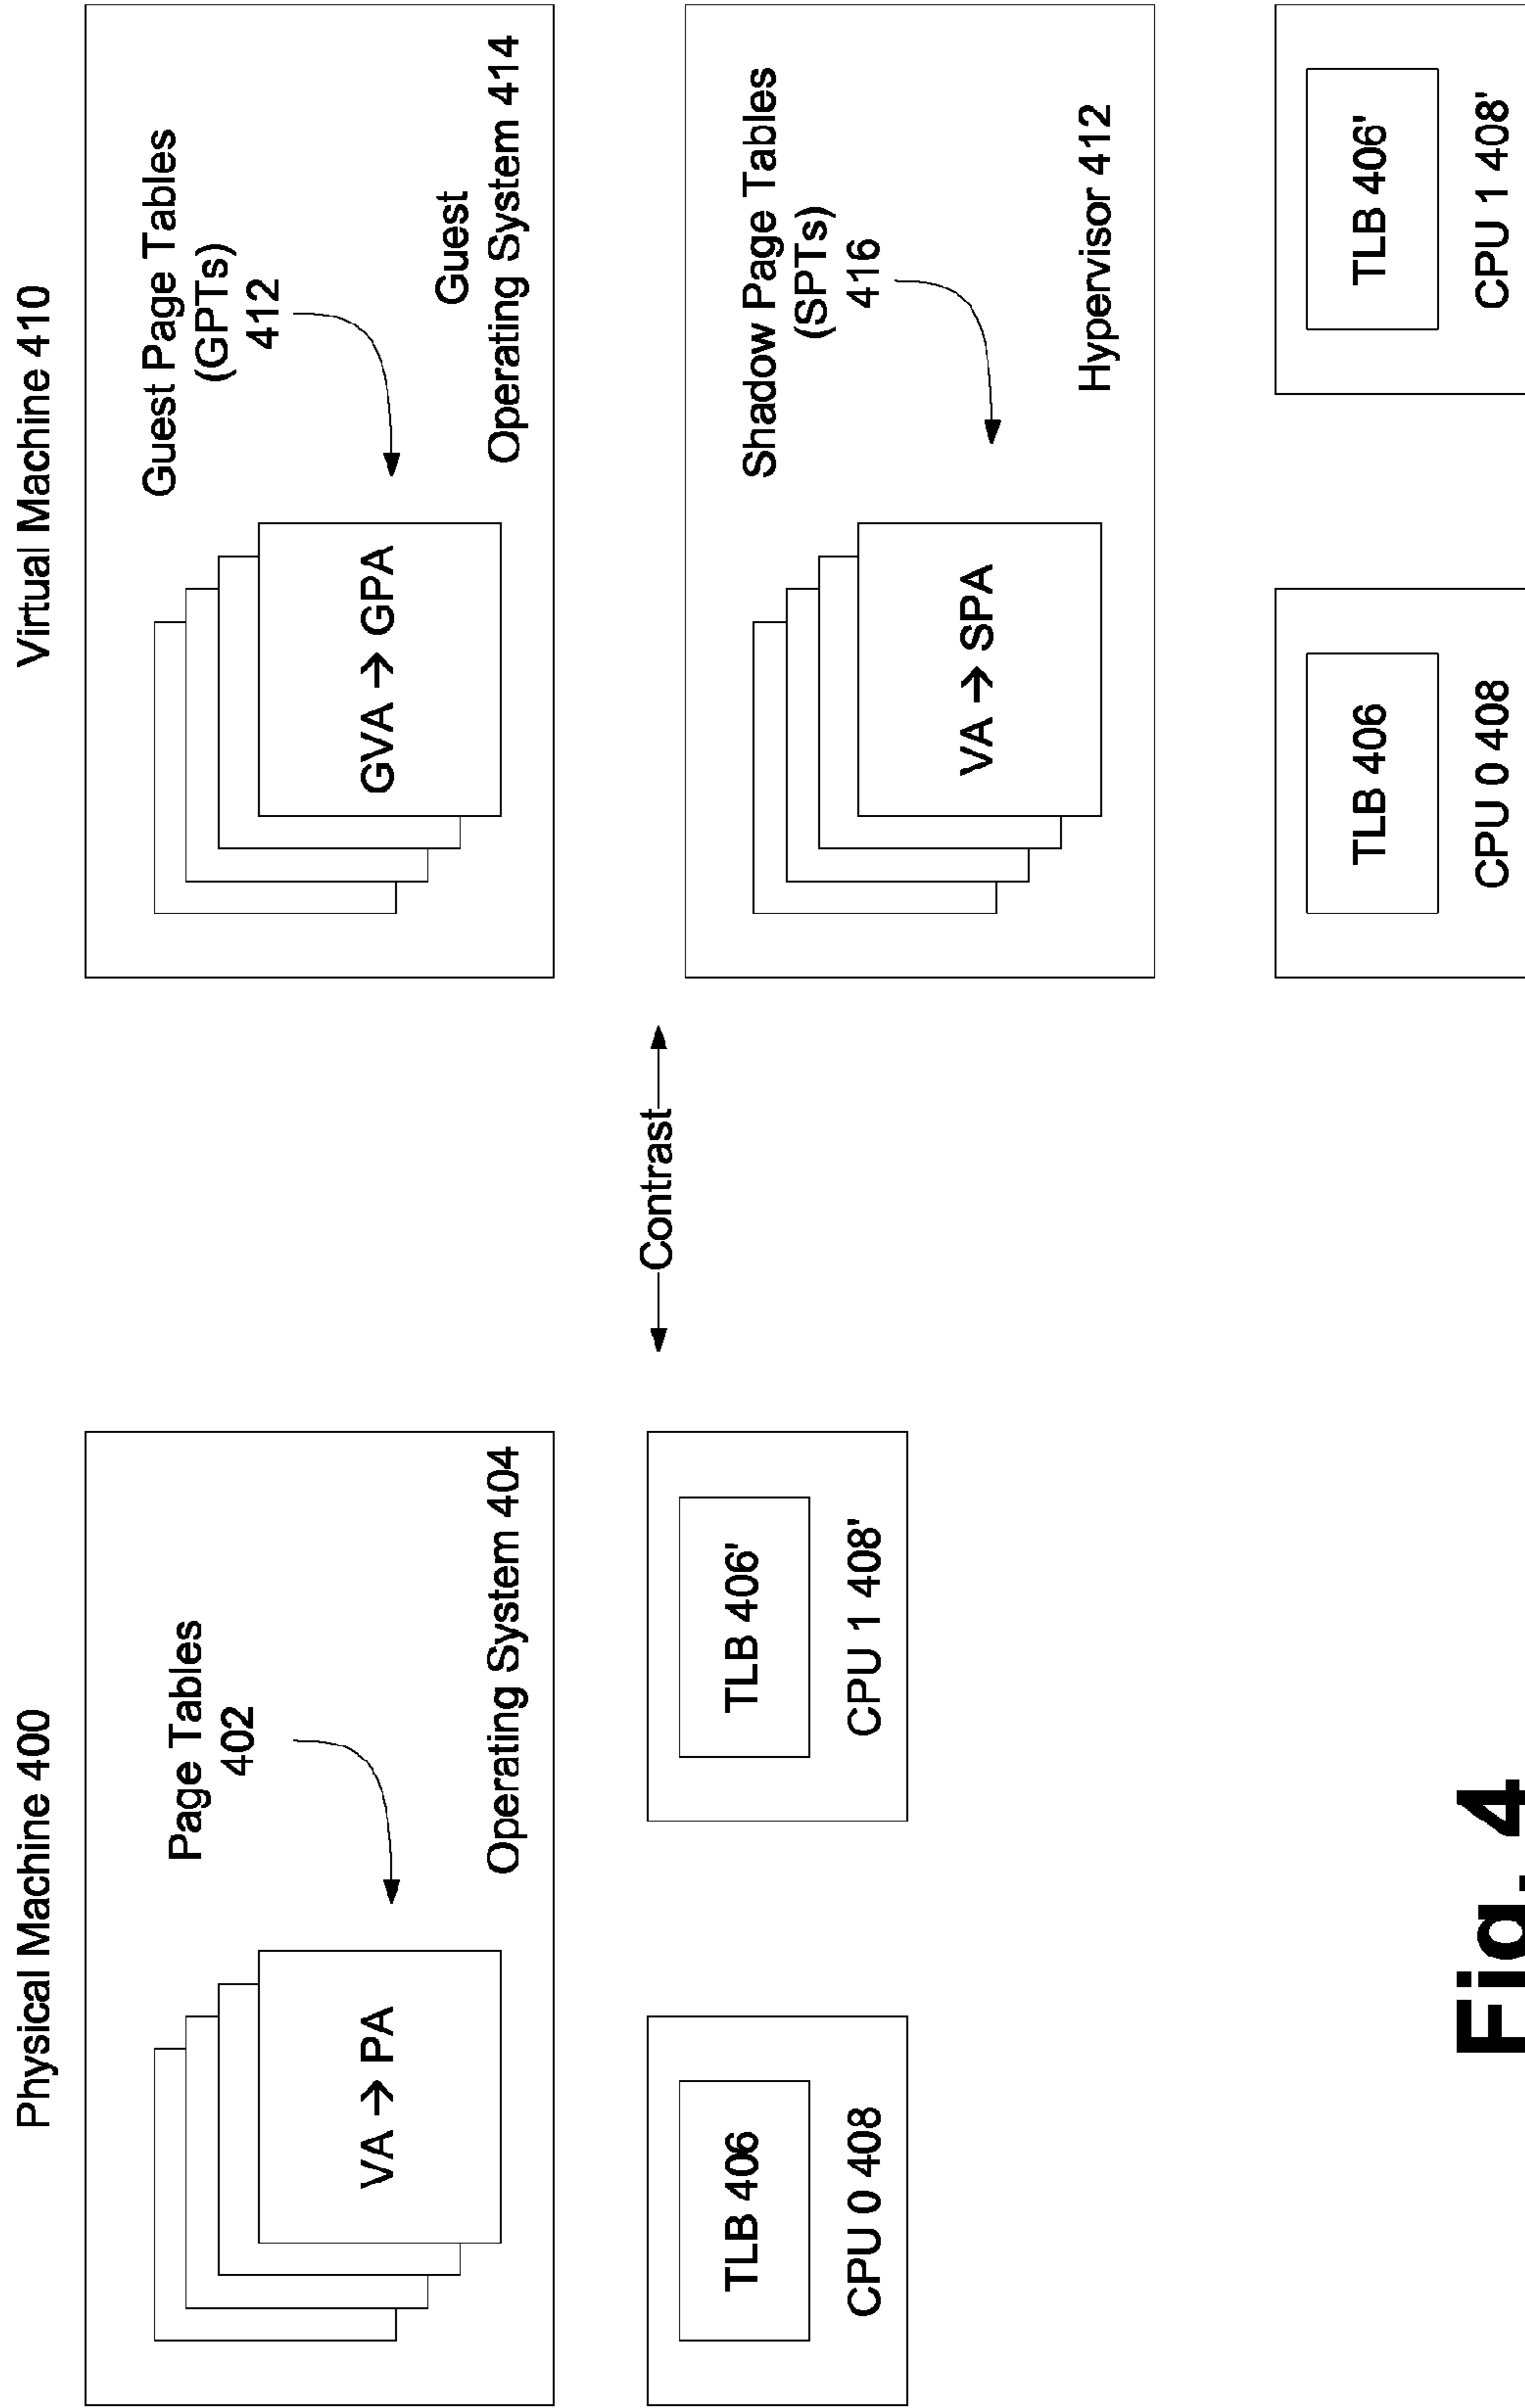 Physical Machine 400
Page Tables
402
VA → PA
Operating System 404
TLB 406
CPU 0 408
TLB 406'
CPU 1 408'
Contrast
Virtual Machine 410
Guest Page Tables
(GPTs)
412
GVA → GPA
Guest
Operating System 414
Shadow Page Tables
(SPTs)
416
VA → SPA
Hypervisor 412
TLB 406
CPU 0 408
TLB 406'
CPU 1 408'
Fig. 4